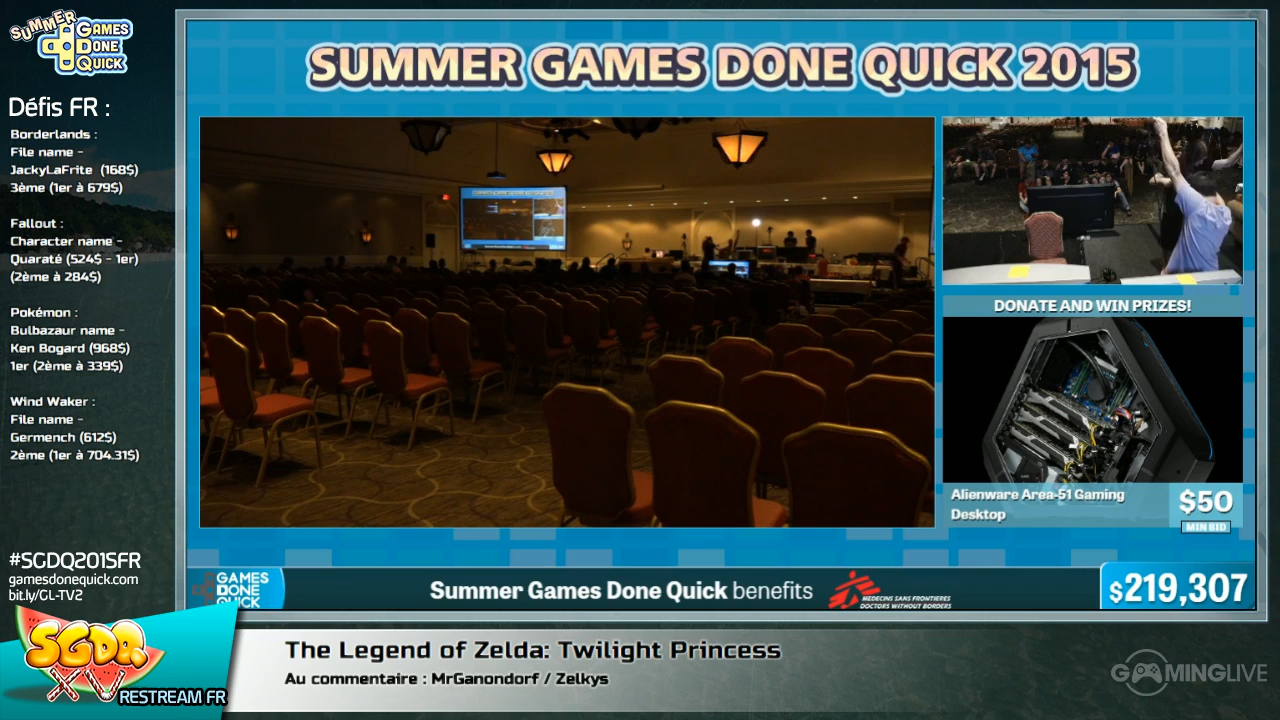 SUMMER
GAMES
DONE
QUICK
Défis FR :
Borderlands :
File name -
JackyLaFrite (168$)
3ème (1er à 679$)
Fallout :
Character name -
Quaraté (524$ - 1er)
(2ème à 284$)
Pokémon :
Bulbazaur name -
Ken Bogard (968$)
1er (2ème à 339$)
Wind Waker :
File name -
Germench (612$)
2ème (1er à 704.31$)
#SGDQ2015FR
gamesdonequick.com
bit.ly/GL-TV2
SGDQ
XV
RESTREAM FR
SUMMER GAMES DONE QUICK 2015
DONATE AND WIN PRIZES!
Alienware Area-51 Gaming
Desktop
$50
MIN BID
GAMES
DONE
QUICK
Summer Games Done Quick benefits
MEDECINS SANS FRONTIERES
DOCTORS WITHOUT BORDERS
$219,307
The Legend of Zelda: Twilight Princess
Au commentaire : MrGanondorf / Zelkys
GAMINGLIVE